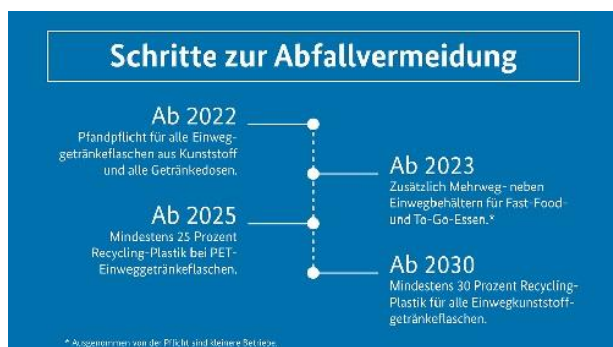 Schritte zur Abfallvermeidung
Ab 2022
Pfandpflicht für alle Einweg-
getränkeflaschen aus Kunststoff
und alle Getränkedosen.
Ab 2023
Zusätzlich Mehrweg- neben
Einwegbehältern für Fast-Food-
und To-Go-Essen.*
Ab 2025
Mindestens 25 Prozent
Recycling-Plastik bei PET-
Einweggetränkeflaschen.
Ab 2030
Mindestens 30 Prozent Recycling-
Plastik für alle Einwegkunststoff-
getränkeflaschen.
* Ausgenommen von der Pflicht sind kleinere Betriebe.